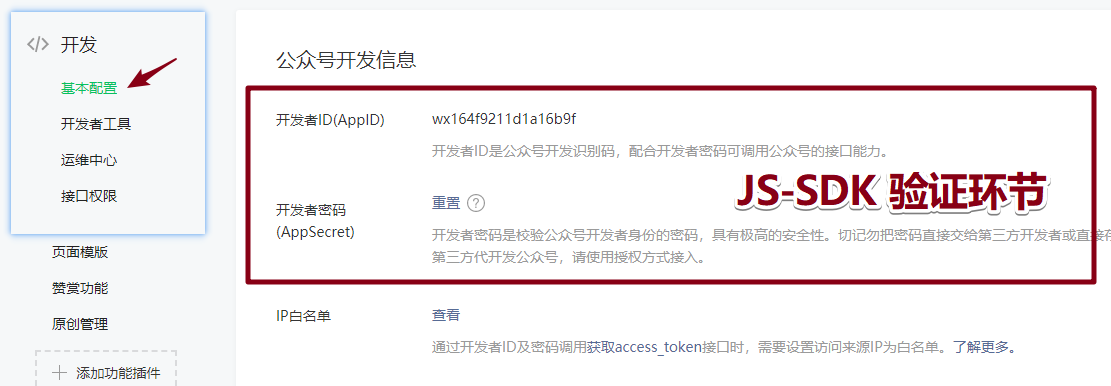 </> 开发
基本配置
开发者工具
运维中心
接口权限
页面模版
赞赏功能
原创管理
添加功能插件
公众号开发信息
开发者ID(AppID) wx164f9211d1a16b9f
开发者ID是公众号开发识别码，配合开发者密码可调用公众号的接口能力。
JS-SDK 验证环节
开发者密码 重置 ?
(AppSecret)
开发者密码是校验公众号开发者身份的密码，具有极高的安全性。切记勿把密码直接交给第三方开发者或直接存
第三方代开发公众号，请使用授权方式接入。
IP白名单 查看
通过开发者ID及密码调用获取access_token接口时，需要设置访问来源IP为白名单。了解更多。